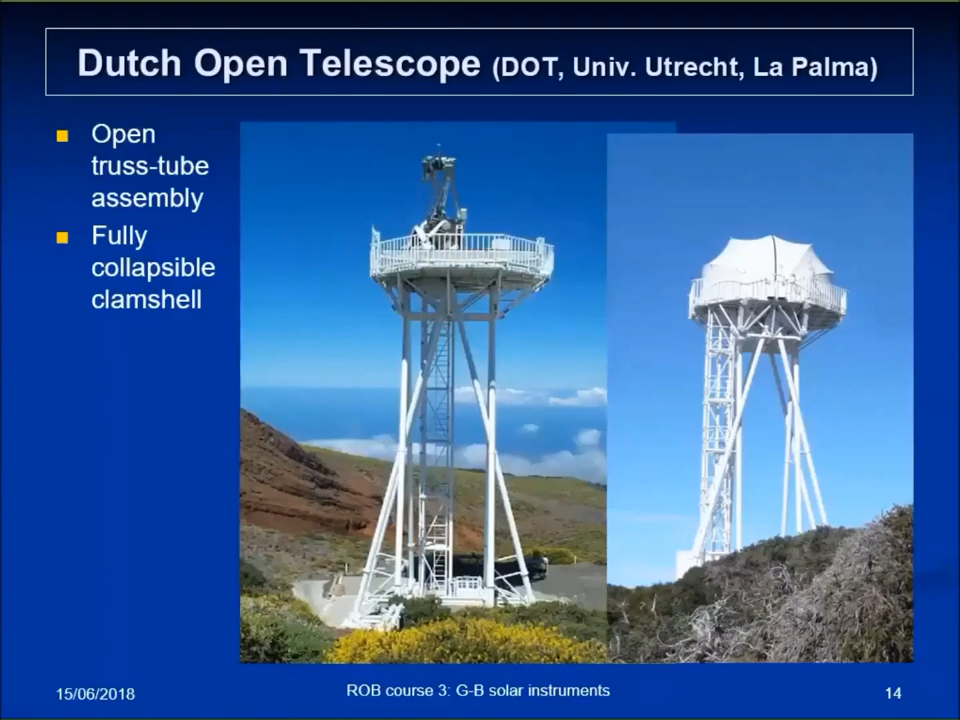 Dutch Open Telescope (DOT, Univ. Utrecht, La Palma)
Open
truss-tube
assembly
Fully
collapsible
clamshell
15/06/2018
ROB course 3: G-B solar instruments
14